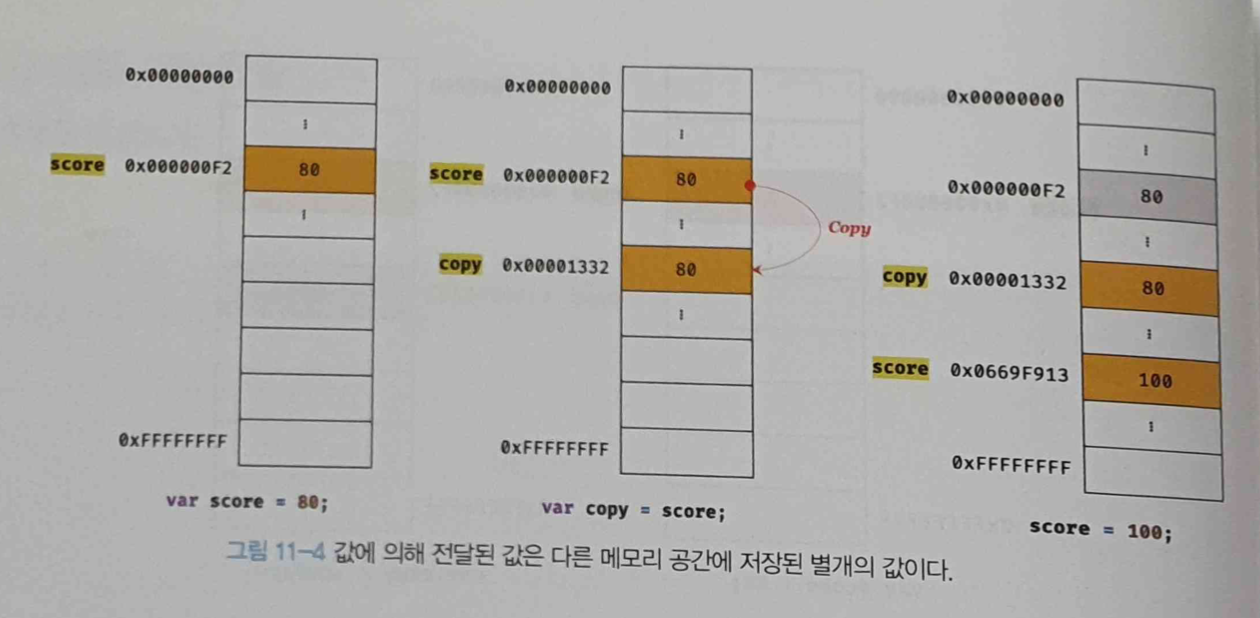 0x00000000
⁞
score 0x000000F2 80
⁞
0xFFFFFFFF
var score = 80;
0x00000000
⁞
score 0x000000F2 80
⁞
Copy
copy 0x00001332 80
⁞
0xFFFFFFFF
var copy = score;
0x00000000
⁞
0x000000F2 80
⁞
copy 0x00001332 80
⁞
score 0x0669F913 100
⁞
0xFFFFFFFF
score = 100;
그림 11-4 값에 의해 전달된 값은 다른 메모리 공간에 저장된 별개의 값이다.